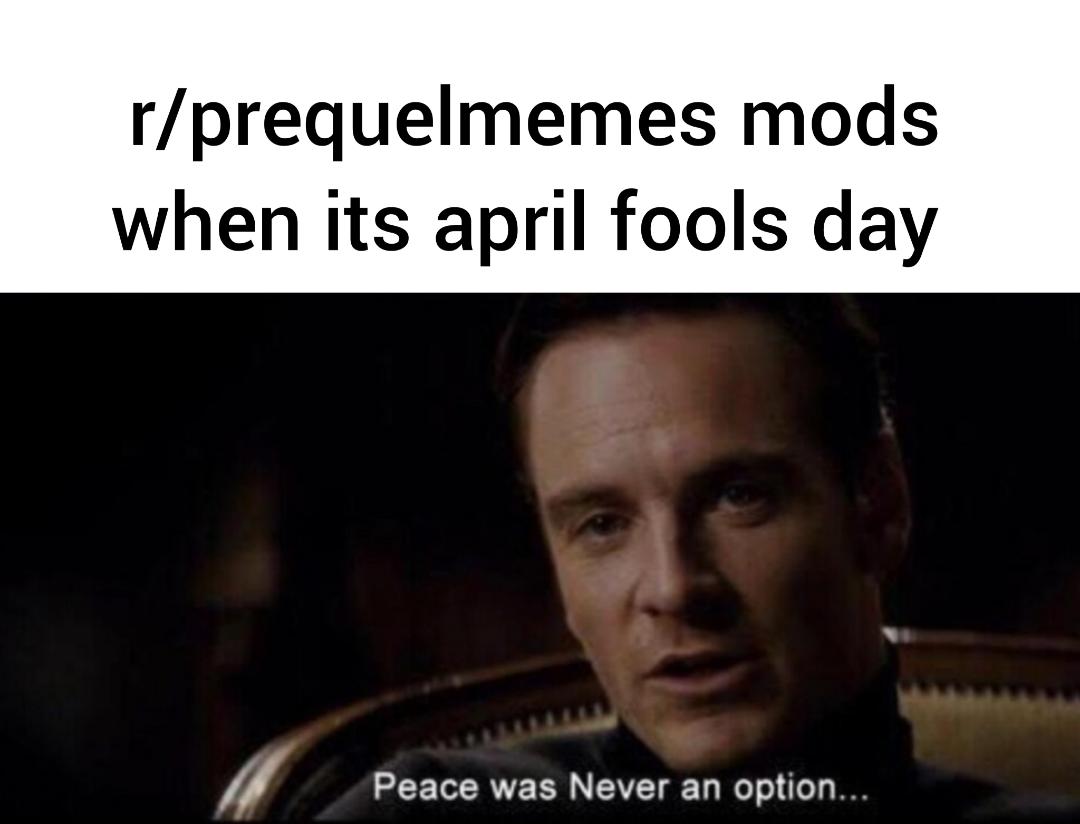 r/prequelmemes mods
when its april fools day
Peace was Never an option...